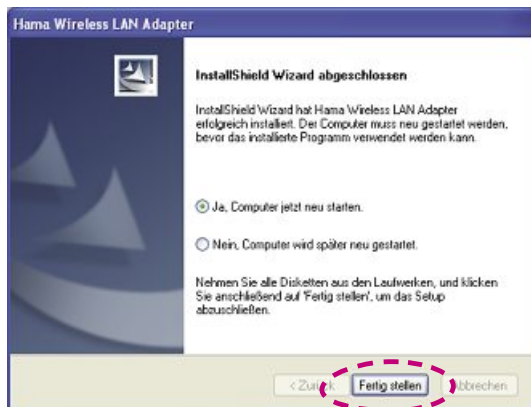 Hama Wireless LAN Adapter
InstallShield Wizard abgeschlossen
InstallShield Wizard hat Hama Wireless LAN Adapter
erfolgreich installiert. Der Computer muss neu gestartet werden,
bevor das installierte Programm verwendet werden kann.
Ja, Computer jetzt neu starten.
Nein, Computer wird später neu gestartet.
Nehmen Sie alle Disketten aus den Laufwerken, und klicken
Sie anschließend auf 'Fertig stellen', um das Setup
abzuschließen.
< Zurück Fertig stellen Abbrechen